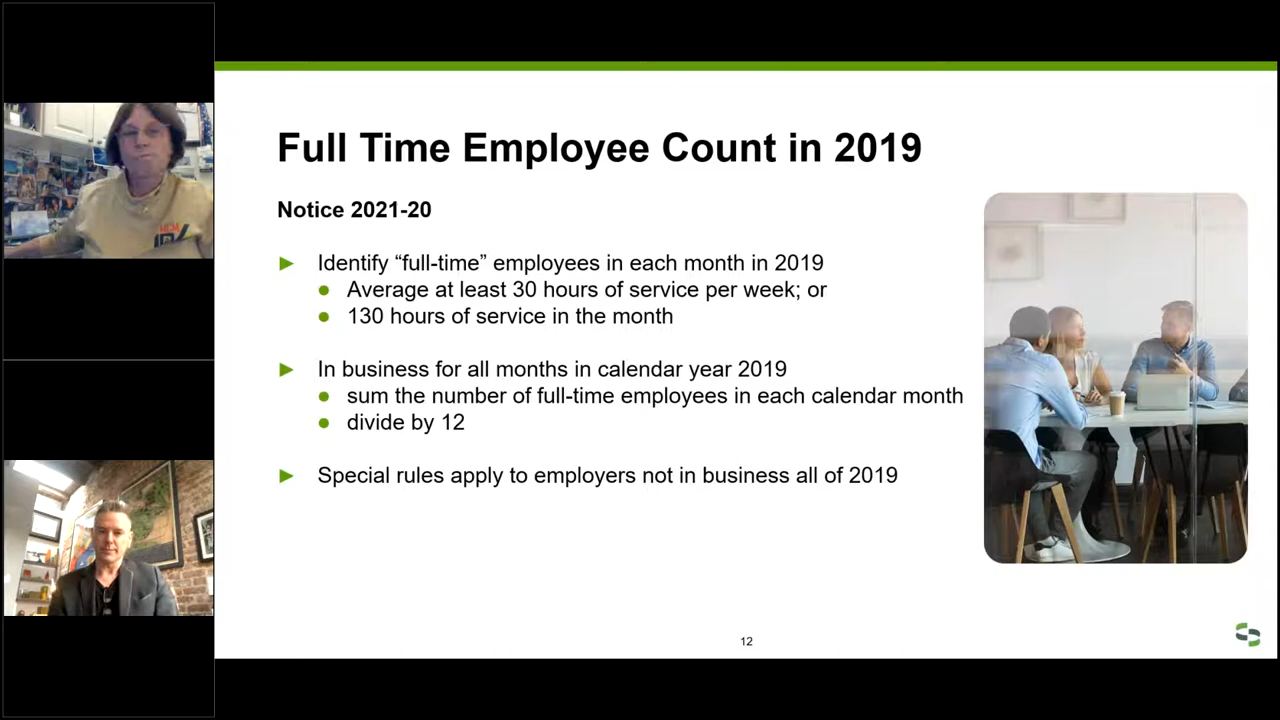 Full Time Employee Count in 2019
Notice 2021-20
Identify “full-time” employees in each month in 2019
Average at least 30 hours of service per week; or
130 hours of service in the month
In business for all months in calendar year 2019
sum the number of full-time employees in each calendar month
divide by 12
Special rules apply to employers not in business all of 2019
12